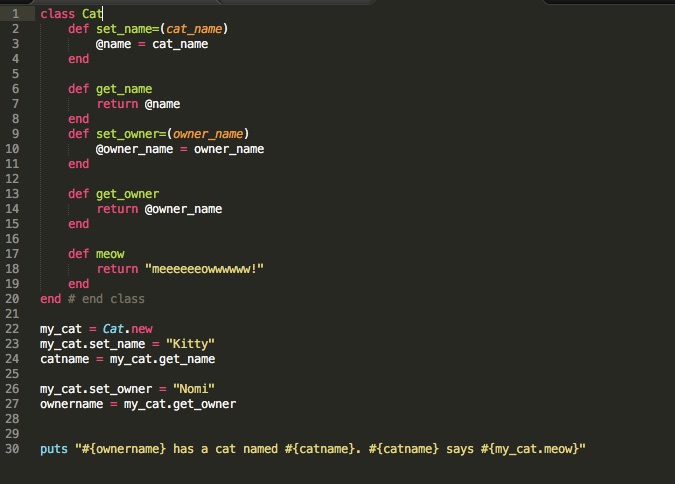 1 class Cat
2 def set_name=(cat_name)
3 @name = cat_name
4 end
5
6 def get_name
7 return @name
8 end
9 def set_owner=(owner_name)
10 @owner_name = owner_name
11 end
12
13 def get_owner
14 return @owner_name
15 end
16
17 def meow
18 return "meeeeeeowwwwww!"
19 end
20 end # end class
21
22 my_cat = Cat.new
23 my_cat.set_name = "Kitty"
24 catname = my_cat.get_name
25
26 my_cat.set_owner = "Nomi"
27 ownername = my_cat.get_owner
28
29
30 puts "#{ownername} has a cat named #{catname}. #{catname} says #{my_cat.meow}"